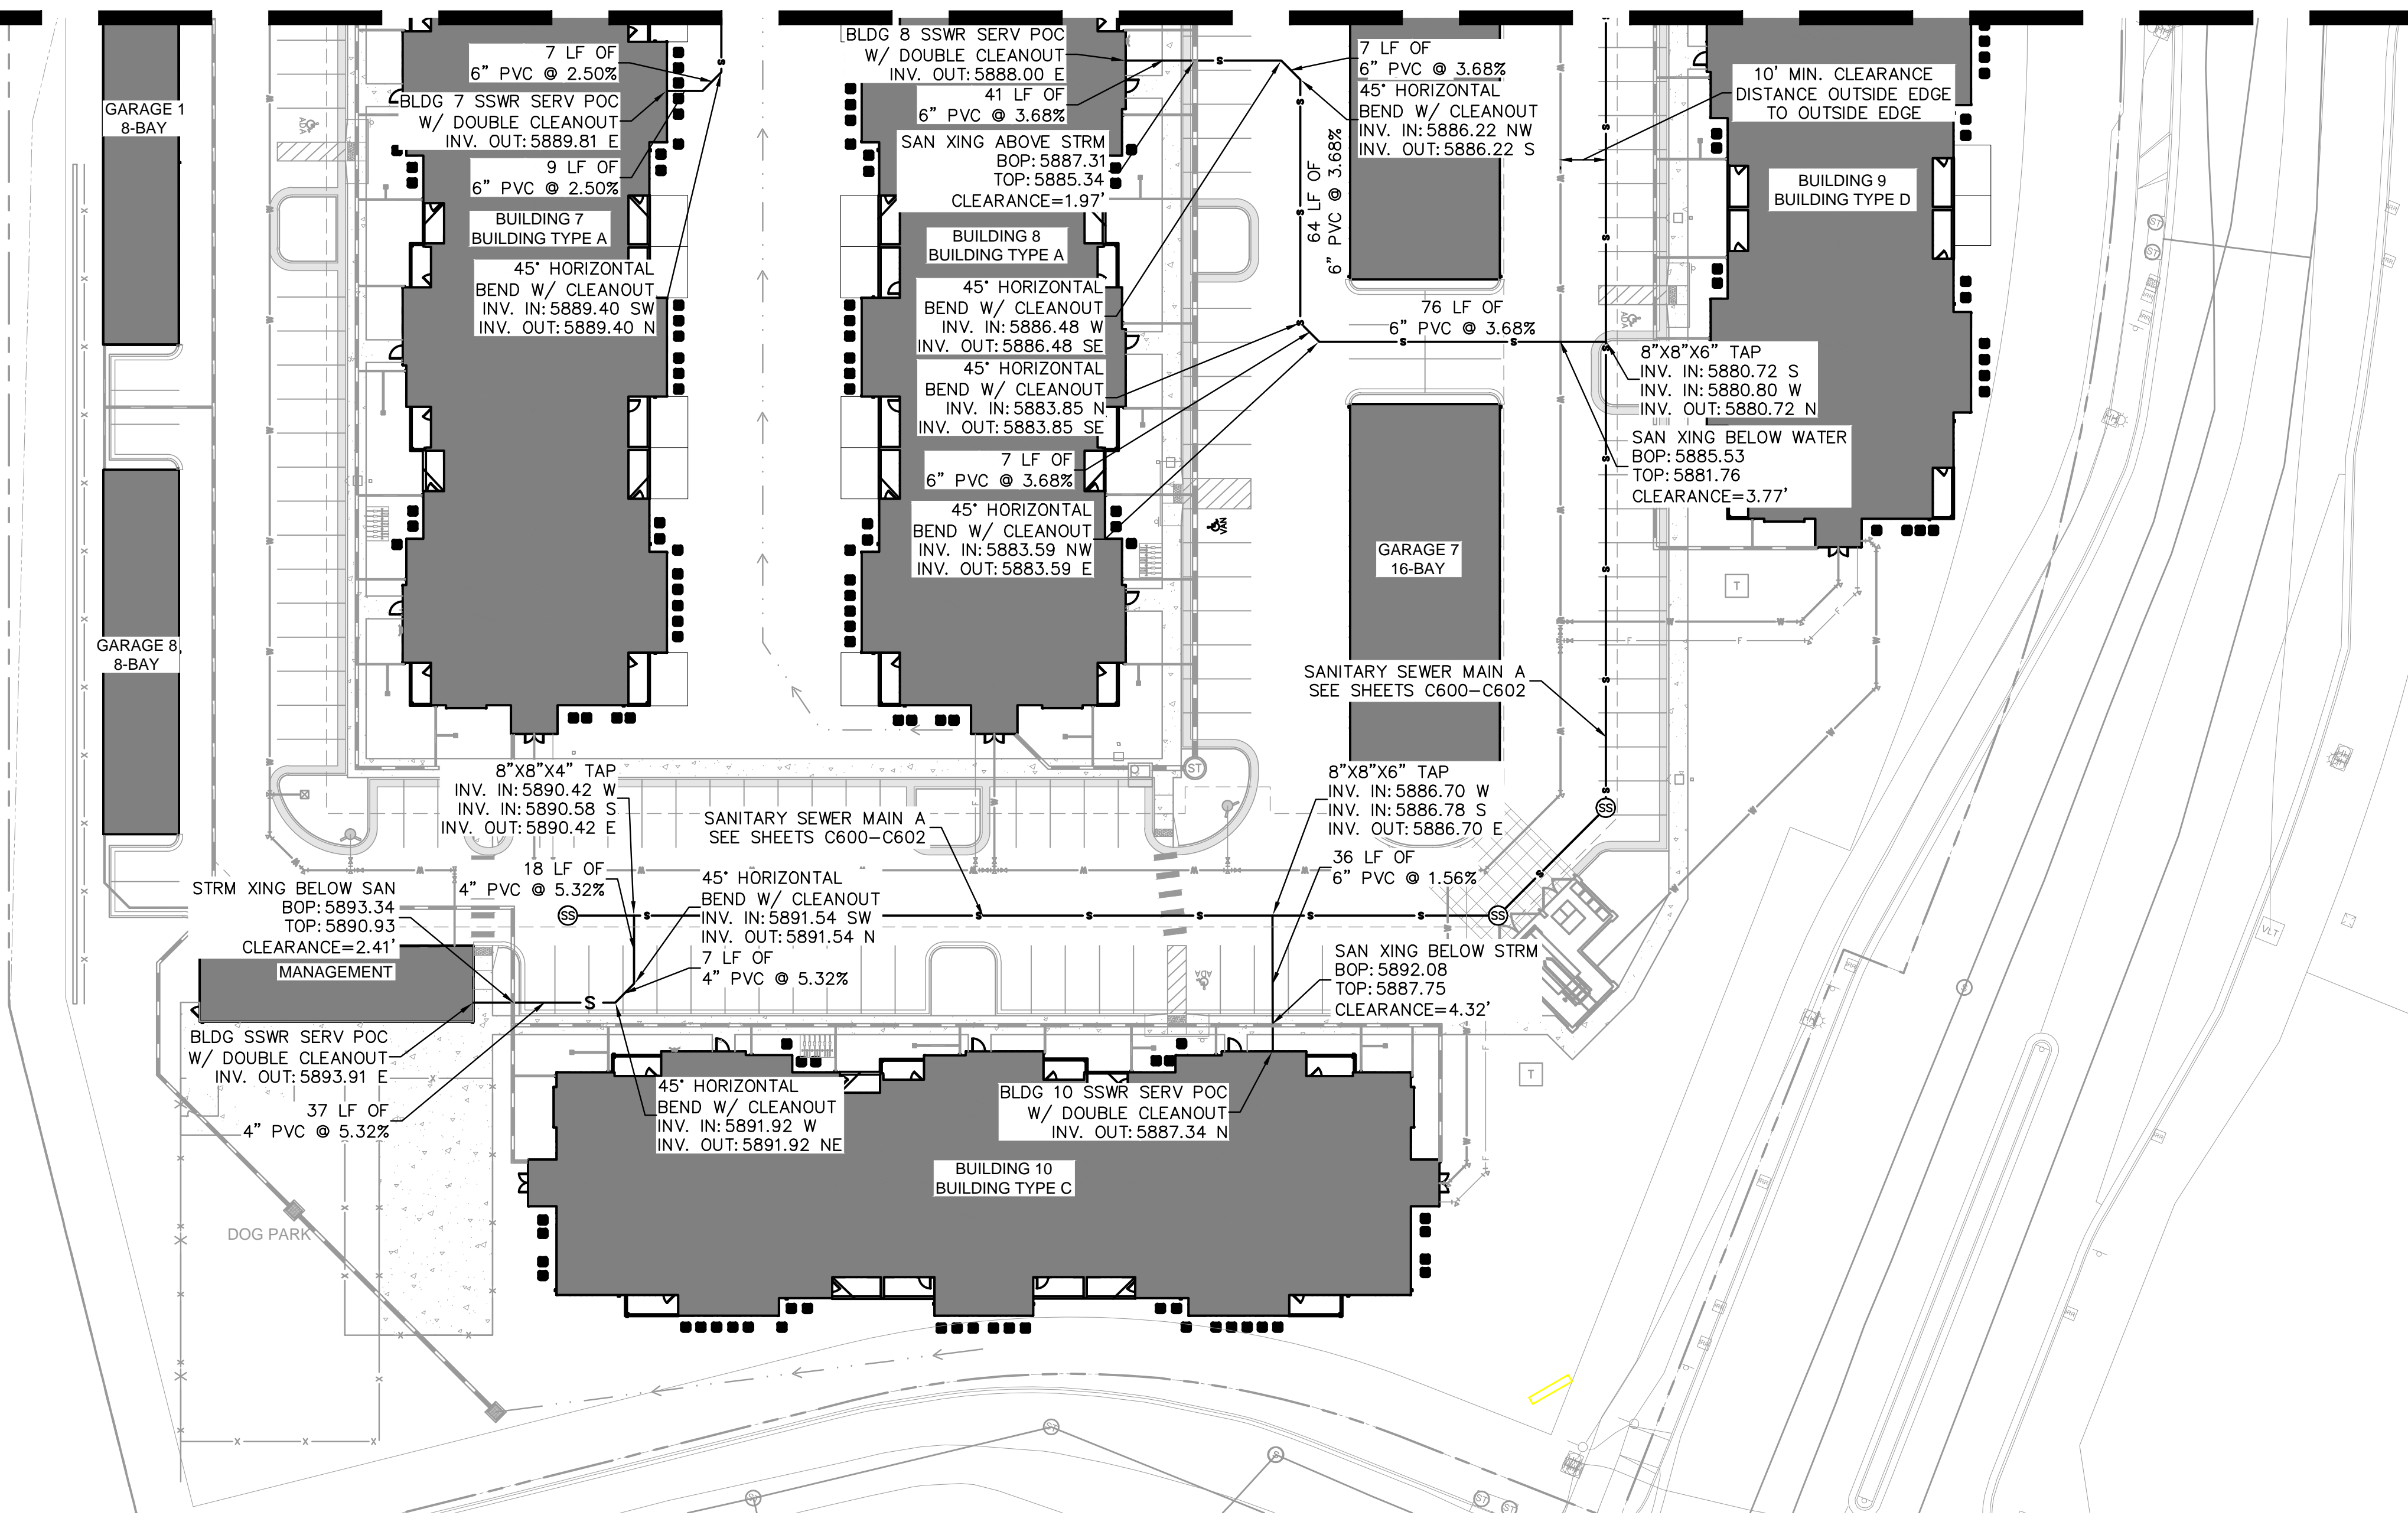 GARAGE 1
8-BAY
7 LF OF
6" PVC @ 2.50%
BLDG 7 SSWR SERV POC
W/ DOUBLE CLEANOUT
INV. OUT: 5889.81 E
9 LF OF
6" PVC @ 2.50%
BUILDING 7
BUILDING TYPE A
45° HORIZONTAL
BEND W/ CLEANOUT
INV. IN: 5889.40 SW
INV. OUT: 5889.40 N
BLDG 8 SSWR SERV POC
W/ DOUBLE CLEANOUT
INV. OUT: 5888.00 E
41 LF OF
6" PVC @ 3.68%
SAN XING ABOVE STRM
BOP: 5887.31
TOP: 5885.34
CLEARANCE=1.97'
BUILDING 8
BUILDING TYPE A
45° HORIZONTAL
BEND W/ CLEANOUT
INV. IN: 5886.48 W
INV. OUT: 5886.48 SE
45° HORIZONTAL
BEND W/ CLEANOUT
INV. IN: 5883.85 N
INV. OUT: 5883.85 SE
7 LF OF
6" PVC @ 3.68%
45° HORIZONTAL
BEND W/ CLEANOUT
INV. IN: 5883.59 NW
INV. OUT: 5883.59 E
7 LF OF
6" PVC @ 3.68%
45° HORIZONTAL
BEND W/ CLEANOUT
INV. IN: 5886.22 NW
INV. OUT: 5886.22 S
64 LF OF
6" PVC @ 3.68%
76 LF OF
6" PVC @ 3.68%
10' MIN. CLEARANCE
DISTANCE OUTSIDE EDGE
TO OUTSIDE EDGE
BUILDING 9
BUILDING TYPE D
8"X8"X6" TAP
INV. IN: 5880.72 S
INV. IN: 5880.80 W
INV. OUT: 5880.72 N
SAN XING BELOW WATER
BOP: 5885.53
TOP: 5881.76
CLEARANCE=3.77'
GARAGE 7
16-BAY
VAN
ADA
ADA
T
GARAGE 8
8-BAY
SANITARY SEWER MAIN A
SEE SHEETS C600-C602
8"X8"X4" TAP
INV. IN: 5890.42 W
INV. IN: 5890.58 S
INV. OUT: 5890.42 E
SANITARY SEWER MAIN A
SEE SHEETS C600-C602
8"X8"X6" TAP
INV. IN: 5886.70 W
INV. IN: 5886.78 S
INV. OUT: 5886.70 E
ST
SS
18 LF OF
4" PVC @ 5.32%
45° HORIZONTAL
BEND W/ CLEANOUT
INV. IN: 5891.54 SW
INV. OUT: 5891.54 N
7 LF OF
4" PVC @ 5.32%
36 LF OF
6" PVC @ 1.56%
STRM XING BELOW SAN
BOP: 5893.34
TOP: 5890.93
CLEARANCE=2.41'
SS
SS
MANAGEMENT
S
ADA
SAN XING BELOW STRM
BOP: 5892.08
TOP: 5887.75
CLEARANCE=4.32'
VLT
BLDG SSWR SERV POC
W/ DOUBLE CLEANOUT
INV. OUT: 5893.91 E
37 LF OF
4" PVC @ 5.32%
45° HORIZONTAL
BEND W/ CLEANOUT
INV. IN: 5891.92 W
INV. OUT: 5891.92 NE
BLDG 10 SSWR SERV POC
W/ DOUBLE CLEANOUT
INV. OUT: 5887.34 N
T
BUILDING 10
BUILDING TYPE C
DOG PARK
ST
S
ST
ST
ST